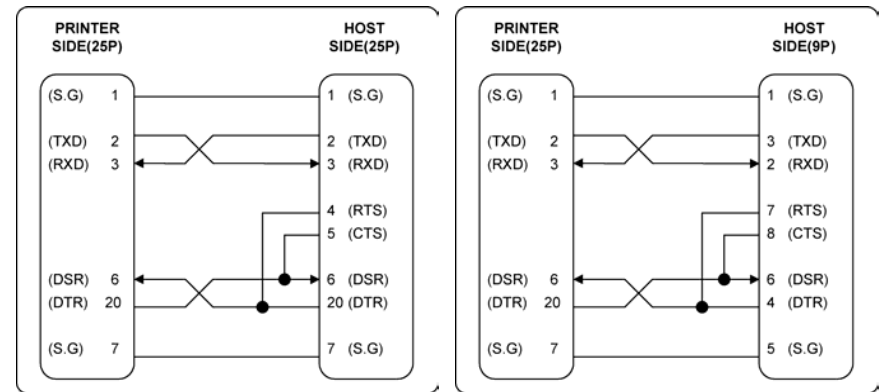 PRINTER
SIDE(25P)
HOST
SIDE(25P)
(S.G) 1
1 (S.G)
(TXD) 2
2 (TXD)
(RXD) 3
3 (RXD)
4 (RTS)
5 (CTS)
(DSR) 6
6 (DSR)
(DTR) 20
20 (DTR)
(S.G) 7
7 (S.G)
PRINTER
SIDE(25P)
HOST
SIDE(9P)
(S.G) 1
1 (S.G)
(TXD) 2
3 (TXD)
(RXD) 3
2 (RXD)
7 (RTS)
8 (CTS)
(DSR) 6
6 (DSR)
(DTR) 20
4 (DTR)
(S.G) 7
5 (S.G)